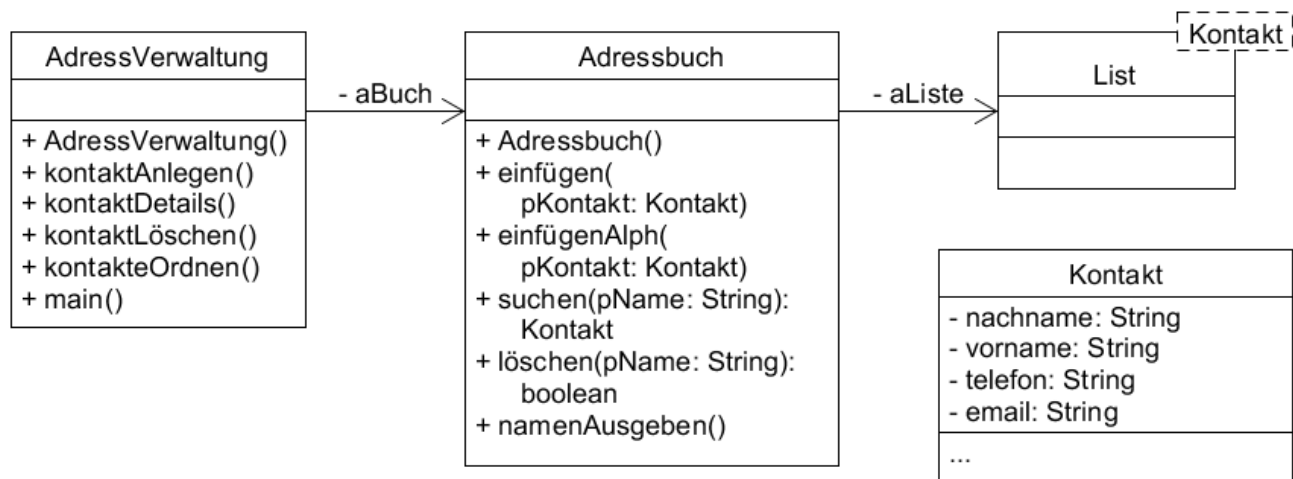 AdressVerwaltung
+ AdressVerwaltung()
+ kontaktAnlegen()
+ kontaktDetails()
+ kontaktLöschen()
+ kontakteOrdnen()
+ main()
- aBuch
Adressbuch
+ Adressbuch()
+ einfügen(
pKontakt: Kontakt)
+ einfügenAlph(
pKontakt: Kontakt)
+ suchen(pName: String):
Kontakt
+ löschen(pName: String):
boolean
+ namenAusgeben()
- aListe
Kontakt
List
Kontakt
- nachname: String
- vorname: String
- telefon: String
- email: String
...